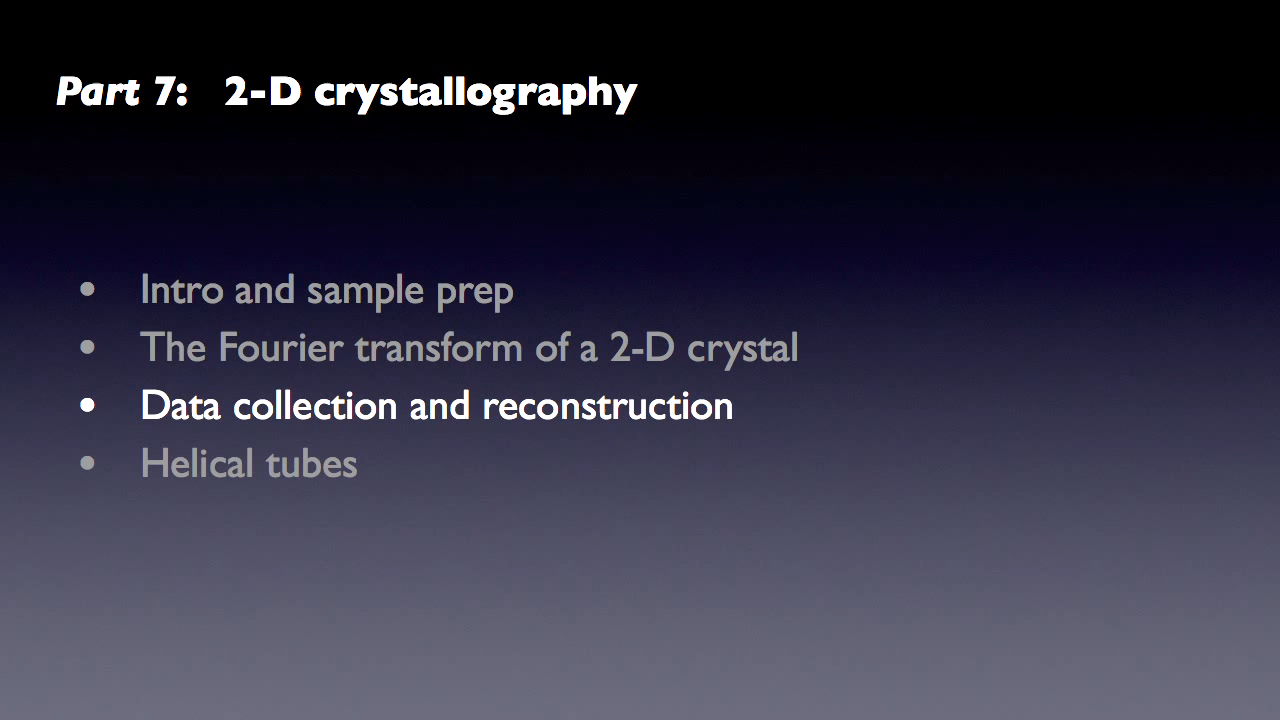 Part 7: 2-D crystallography
• Intro and sample prep
• The Fourier transform of a 2-D crystal
• Data collection and reconstruction
• Helical tubes